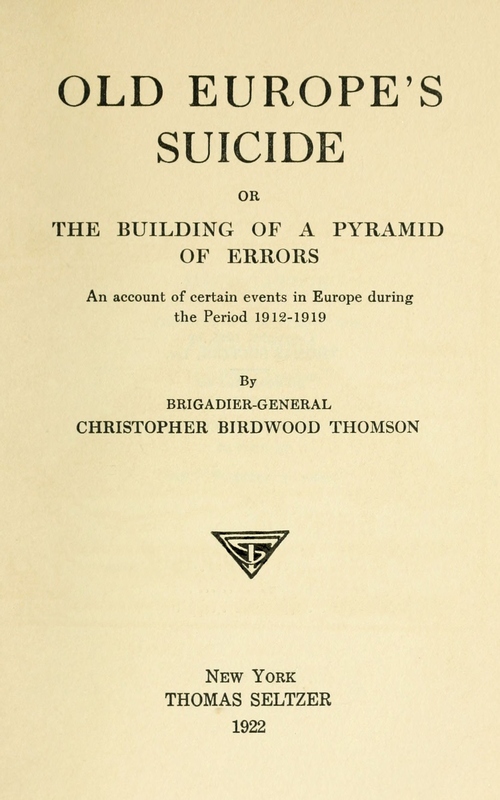 OLD EUROPE'S
SUICIDE
OR
THE BUILDING OF A PYRAMID
OF ERRORS
An account of certain events in Europe during
the Period 1912-1919
By
BRIGADIER-GENERAL
CHRISTOPHER BIRDWOOD THOMSON
NEW YORK
THOMAS SELTZER
1922